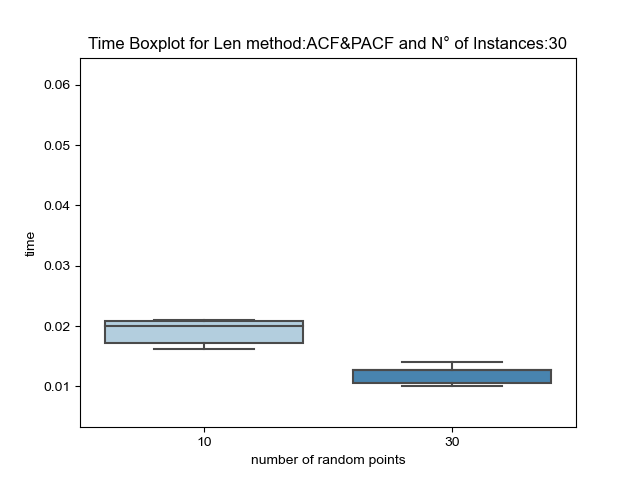 Time Boxplot for Len method:ACF&PACF and N° of Instances:30
0.06
0.05
0.04
0.03
0.02
0.01
time
10 30
number of random points